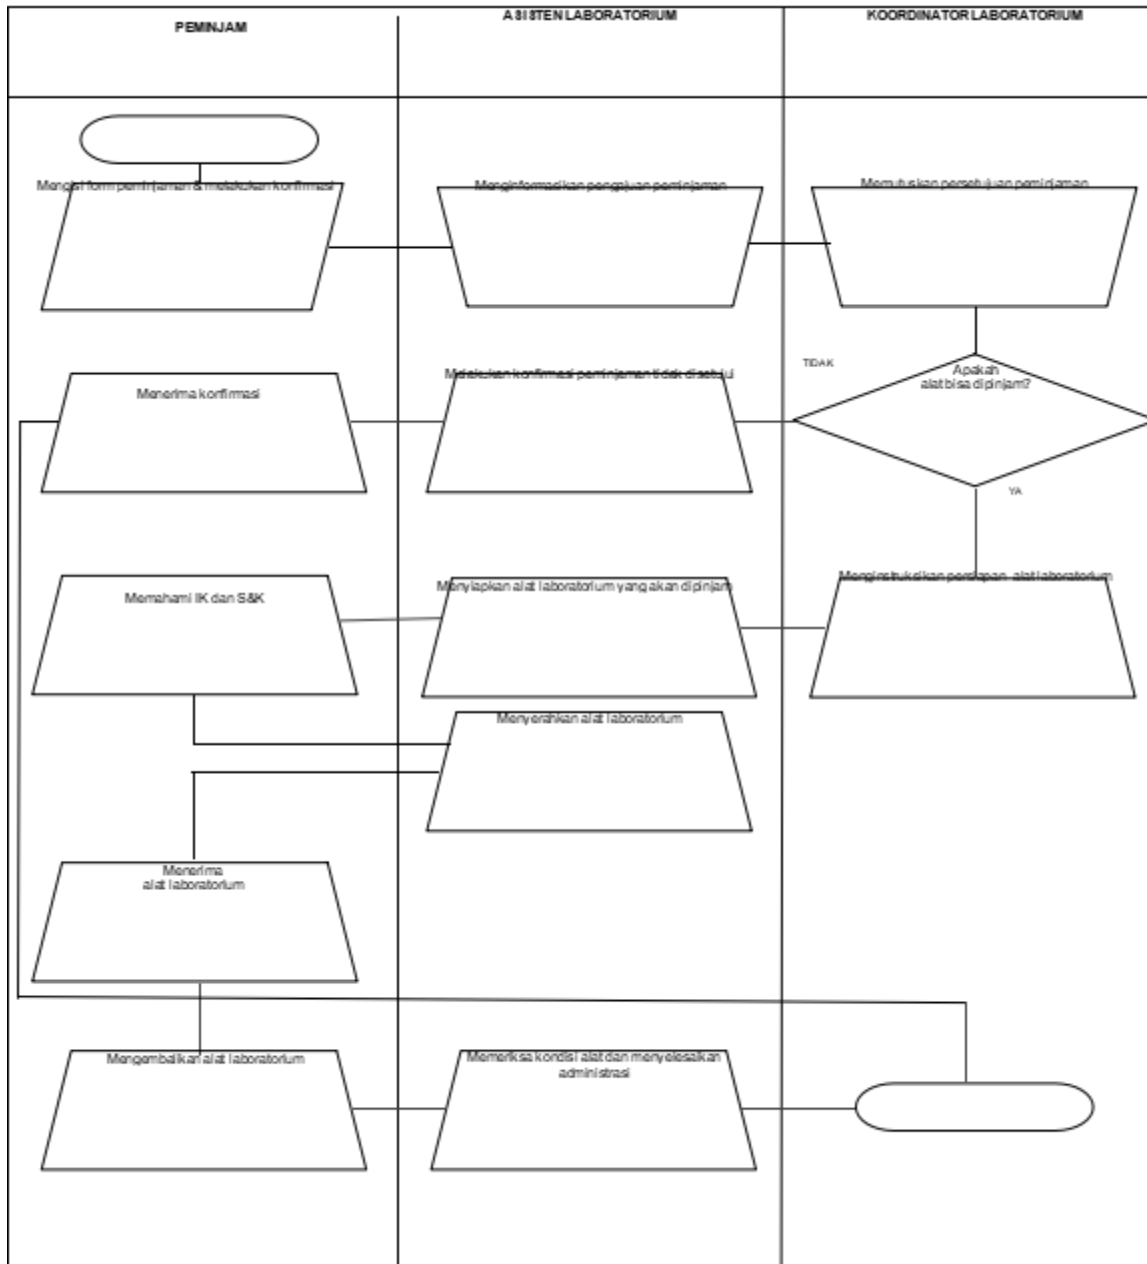 PEMINJAM
ASISTEN LABORATORIUM
KOORDINATOR LABORATORIUM
Mengisi form peminjaman & melakukan konfirmasi
Menginformasikan pengajuan peminjaman
Memutuskan persetujuan peminjaman
Menerima konfirmasi
Melakukan konfirmasi peminjaman tidak disetujui
TIDAK
Apakah
alat bisa dipinjam?
YA
Memahami IK dan S&K
Menyiapkan alat laboratorium yang akan dipinjam
Menginstruksikan persiapan alat laboratorium
Menyerahkan alat laboratorium
Menerima
alat laboratorium
Mengembalikan alat laboratorium
Memeriksa kondisi alat dan menyelesaikan
administrasi